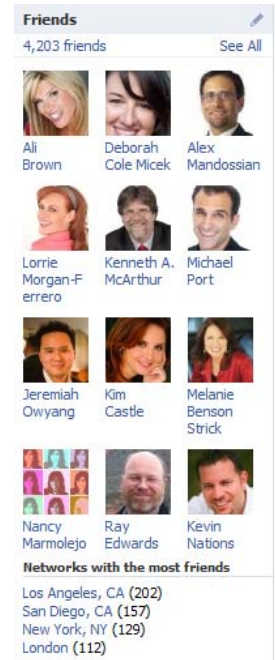 Friends
4,203 friends See All
Ali Deborah Alex
Brown Cole Micek Mandossian
Lorrie Kenneth A. Michael
Morgan-F McArthur Port
errero
Jeremiah Kim Melanie
Owyang Castle Benson
Strick
Nancy Ray Kevin
Marmolejo Edwards Nations
Networks with the most friends
Los Angeles, CA (202)
San Diego, CA (157)
New York, NY (129)
London (112)